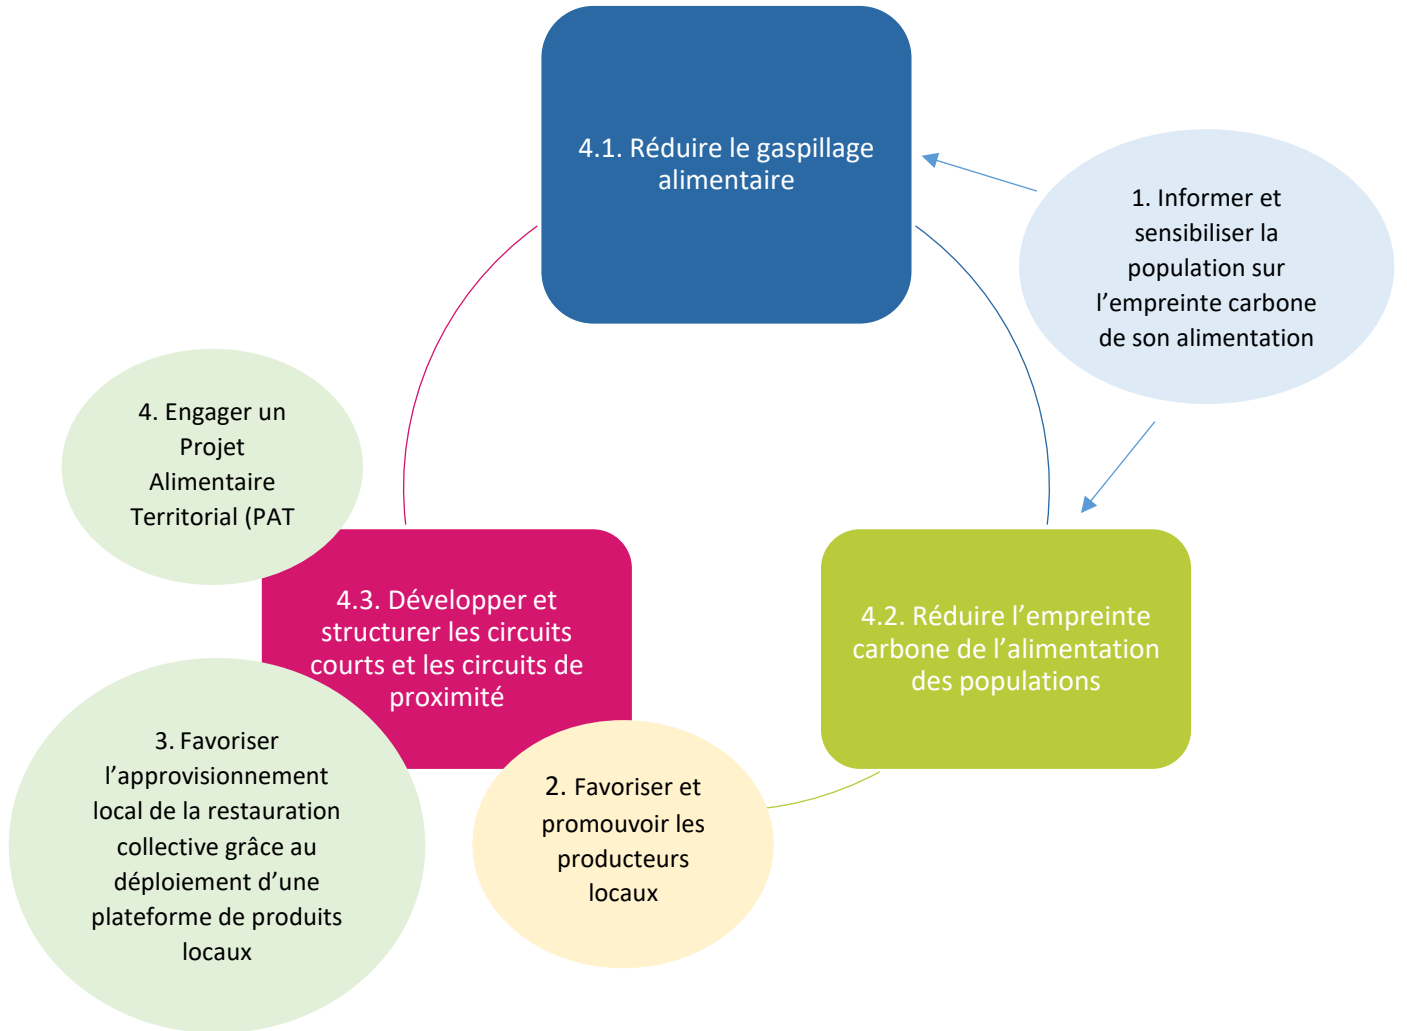 4.1. Réduire le gaspillage
alimentaire
1. Informer et
sensibiliser la
population sur
l’empreinte carbone
de son alimentation
4. Engager un
Projet
Alimentaire
Territorial (PAT
4.3. Développer et
structurer les circuits
courts et les circuits de
proximité
4.2. Réduire l’empreinte
carbone de l’alimentation
des populations
3. Favoriser
l’approvisionnement
local de la restauration
collective grâce au
déploiement d’une
plateforme de produits
locaux
2. Favoriser et
promouvoir les
producteurs
locaux